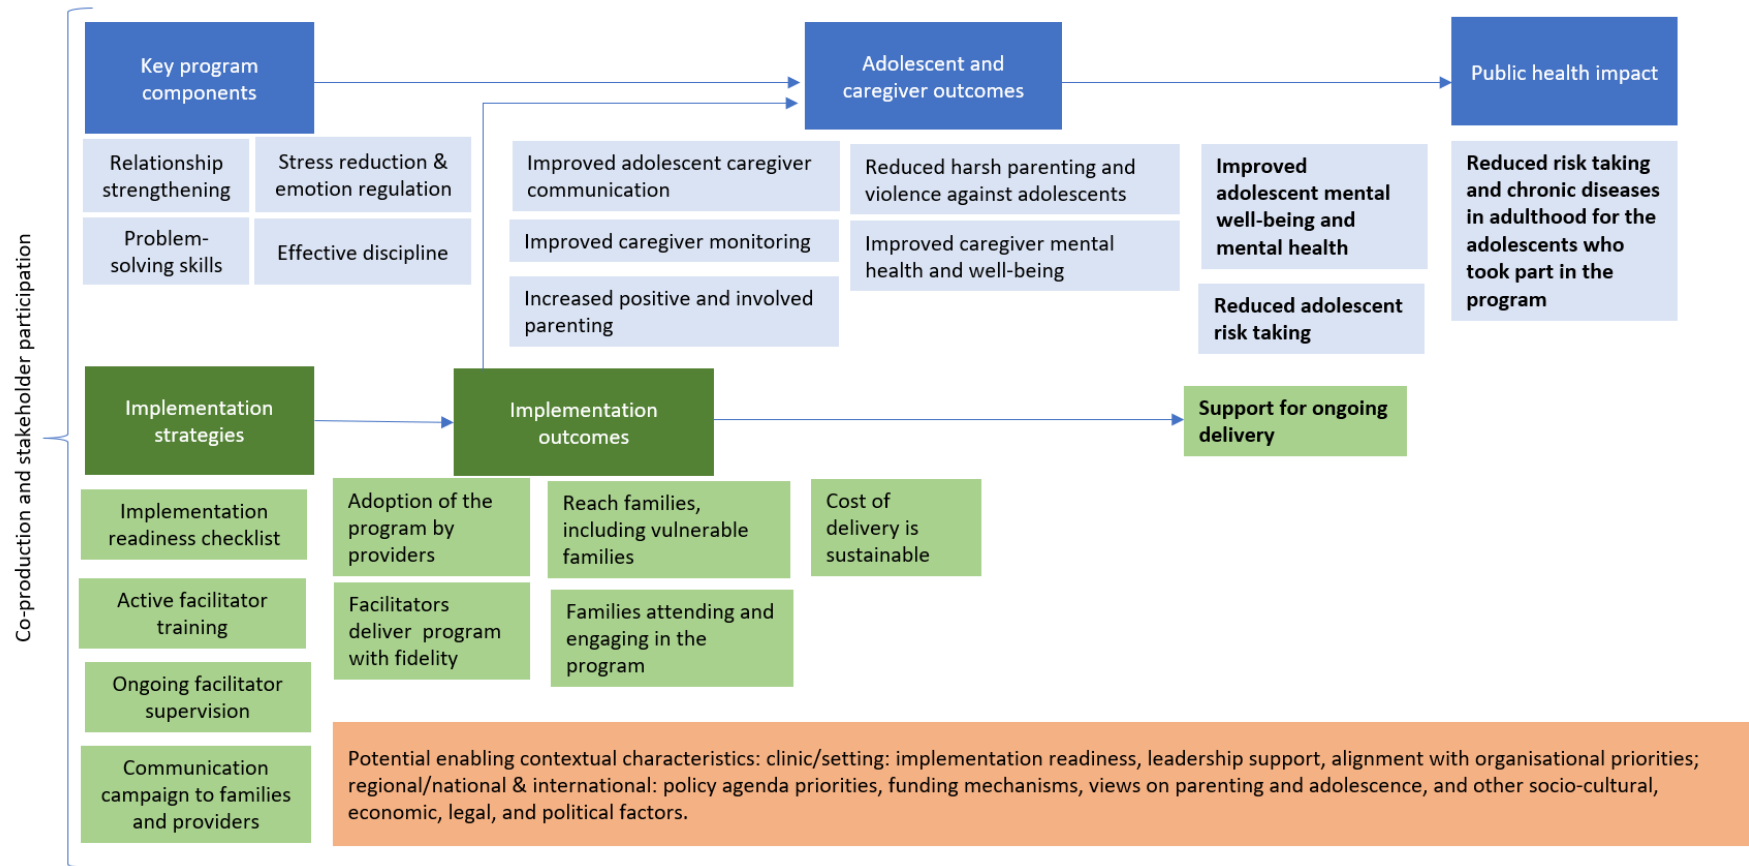 Co-production and stakeholder participation
Key program
components
Adolescent and
caregiver outcomes
Public health impact
Relationship
strengthening
Stress reduction &
emotion regulation
Problem-
solving skills
Effective discipline
Improved adolescent caregiver
communication
Improved caregiver monitoring
Increased positive and involved
parenting
Reduced harsh parenting and
violence against adolescents
Improved caregiver mental
health and well-being
Improved
adolescent mental
well-being and
mental health
Reduced adolescent
risk taking
Reduced risk taking
and chronic diseases
in adulthood for the
adolescents who
took part in the
program
Implementation
strategies
Implementation
outcomes
Support for ongoing
delivery
Implementation
readiness checklist
Active facilitator
training
Ongoing facilitator
supervision
Communication
campaign to families
and providers
Adoption of the
program by
providers
Facilitators
deliver program
with fidelity
Reach families,
including vulnerable
families
Families attending and
engaging in the
program
Cost of
delivery is
sustainable
Potential enabling contextual characteristics: clinic/setting: implementation readiness, leadership support, alignment with organisational priorities;
regional/national & international: policy agenda priorities, funding mechanisms, views on parenting and adolescence, and other socio-cultural,
economic, legal, and political factors.